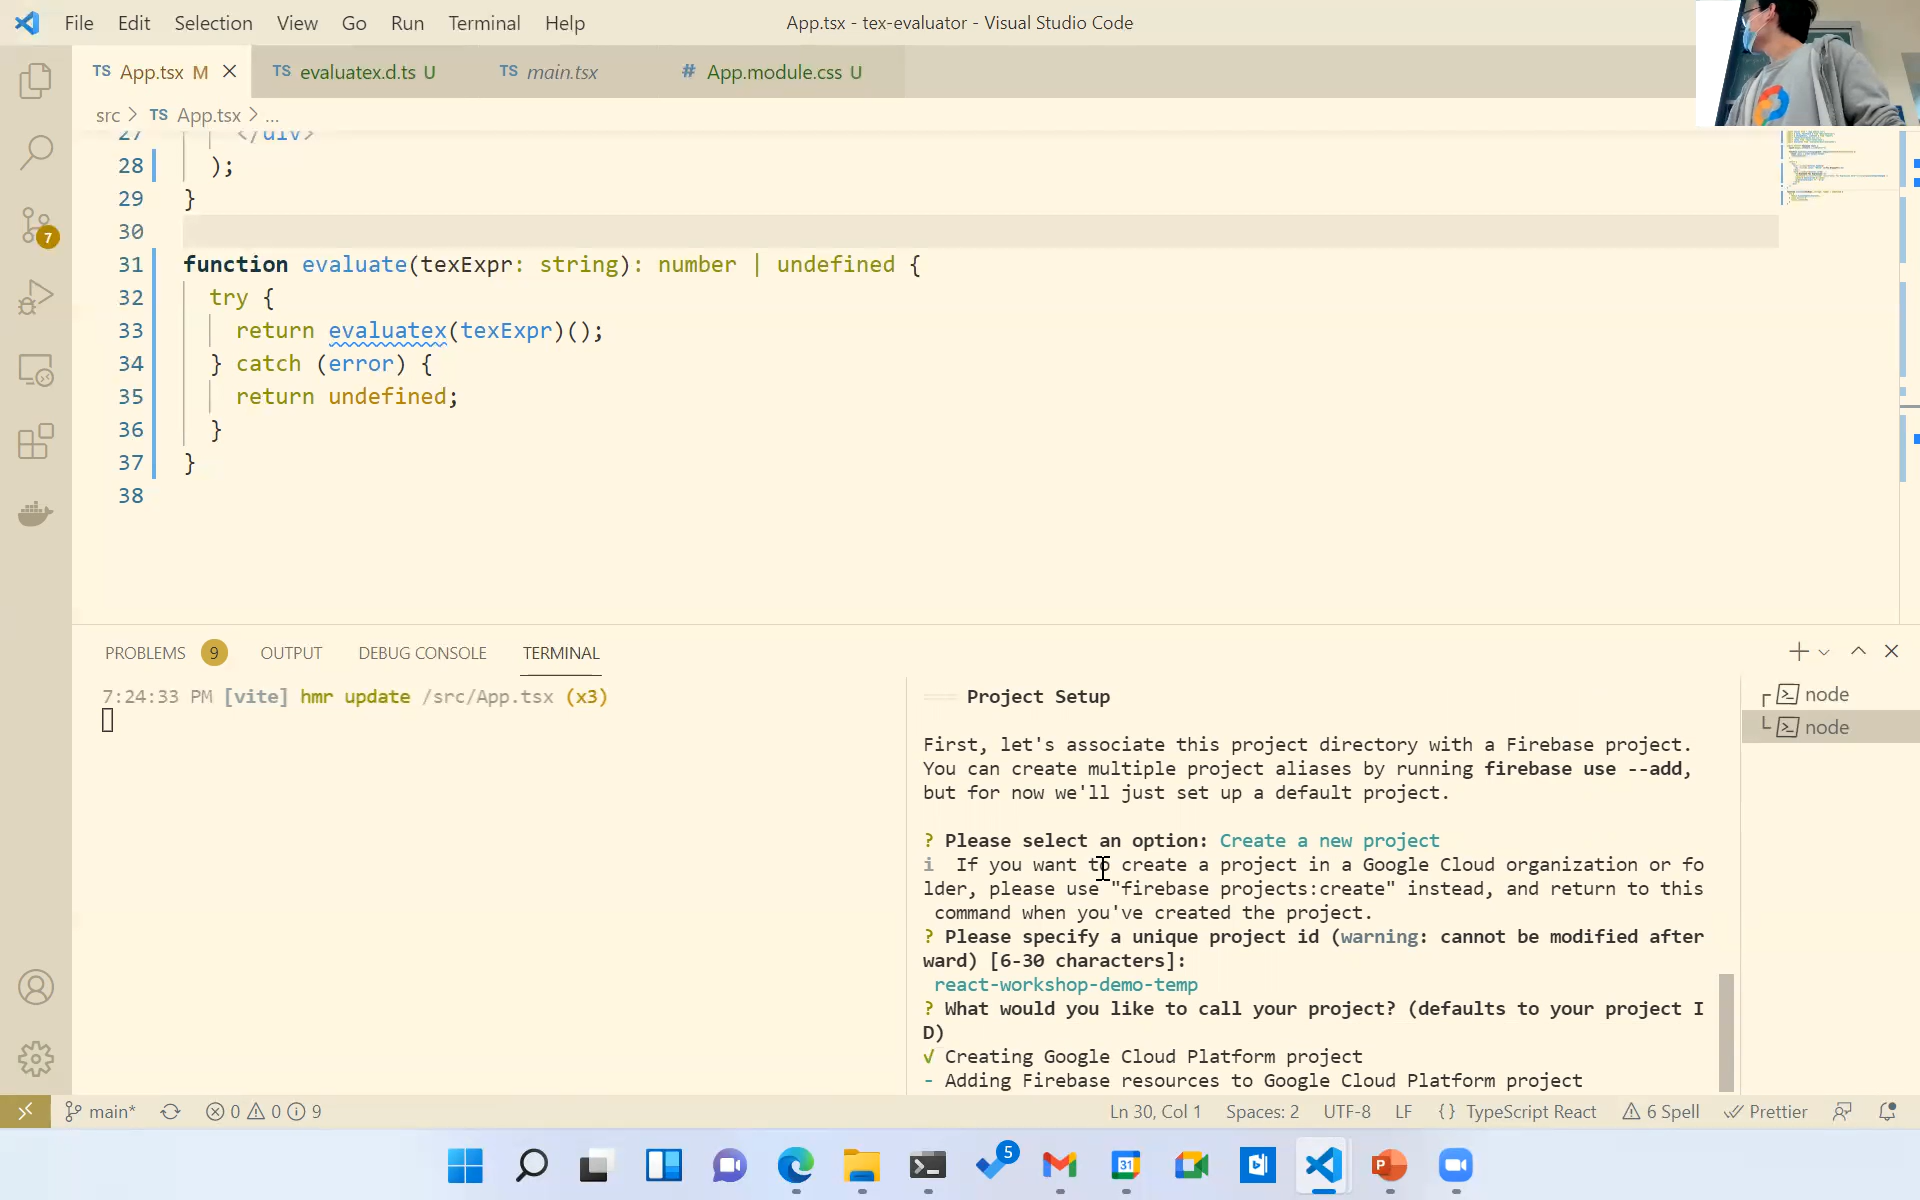 File Edit Selection View Go Run Terminal Help App.tsx - tex-evaluator - Visual Studio Code
TS App.tsx M TS evaluatex.d.ts U TS main.tsx # App.module.css U
src > TS App.tsx > ...
27 </div>
28 );
29 }
30
31 function evaluate(texExpr: string): number | undefined {
32 try {
33 return evaluatex(texExpr)();
34 } catch (error) {
35 return undefined;
36 }
37 }
38
7
PROBLEMS 9 OUTPUT DEBUG CONSOLE TERMINAL
7:24:33 PM [vite] hmr update /src/App.tsx (x3)
=== Project Setup
First, let's associate this project directory with a Firebase project.
You can create multiple project aliases by running firebase use --add,
but for now we'll just set up a default project.
? Please select an option: Create a new project
i If you want to create a project in a Google Cloud organization or fo
lder, please use "firebase projects:create" instead, and return to this
command when you've created the project.
? Please specify a unique project id (warning: cannot be modified after
ward) [6-30 characters]:
react-workshop-demo-temp
? What would you like to call your project? (defaults to your project I
D)
√ Creating Google Cloud Platform project
- Adding Firebase resources to Google Cloud Platform project
node
node
main* 0 0 9 Ln 30, Col 1 Spaces: 2 UTF-8 LF {} TypeScript React 6 Spell Prettier
5
31
P